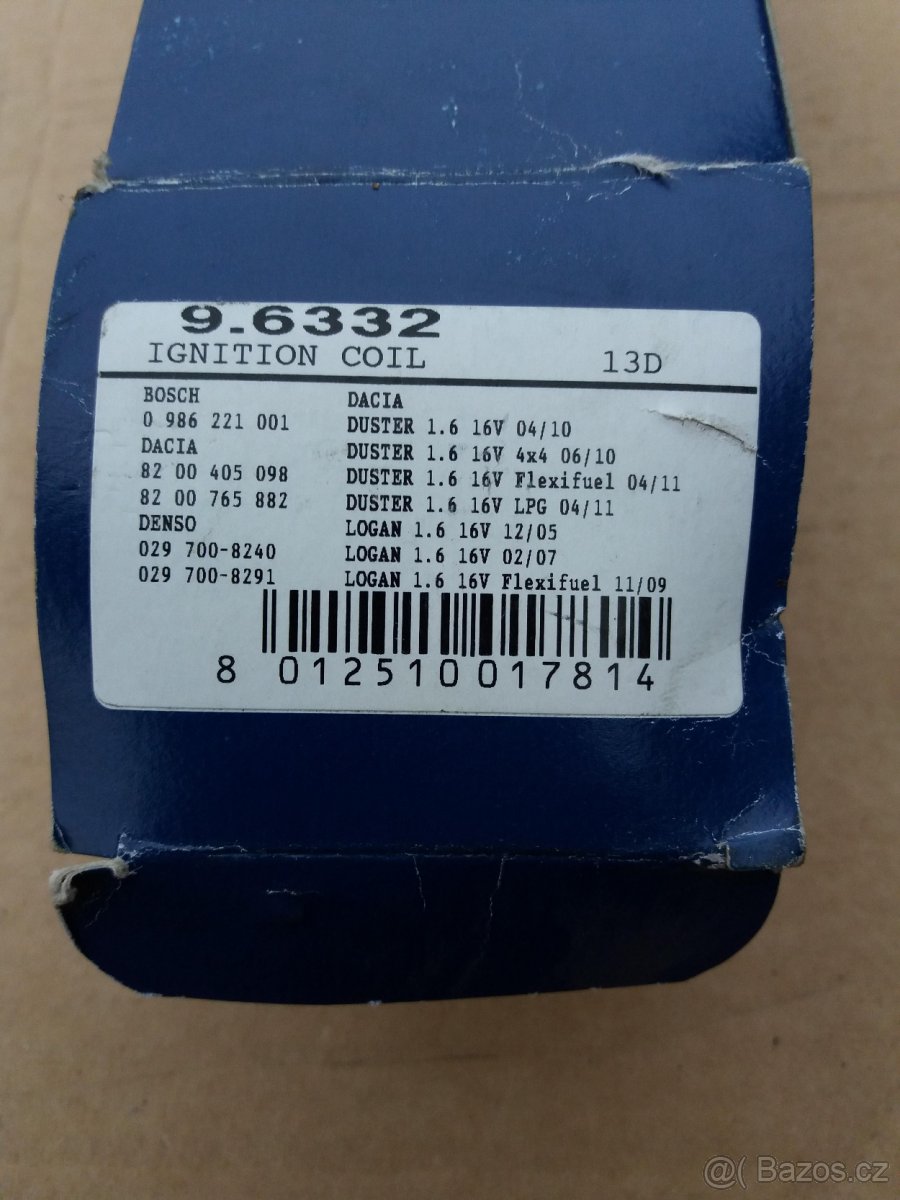 9.6332
IGNITION COIL 13D
BOSCH
0 986 221 001
DACIA
82 00 405 098
82 00 765 882
DENSO
029 700-8240
029 700-8291
DACIA
DUSTER 1.6 16V 04/10
DUSTER 1.6 16V 4x4 06/10
DUSTER 1.6 16V Flexifuel 04/11
DUSTER 1.6 16V LPG 04/11
LOGAN 1.6 16V 12/05
LOGAN 1.6 16V 02/07
LOGAN 1.6 16V Flexifuel 11/09
8 012510 017814
@( Bazos.cz